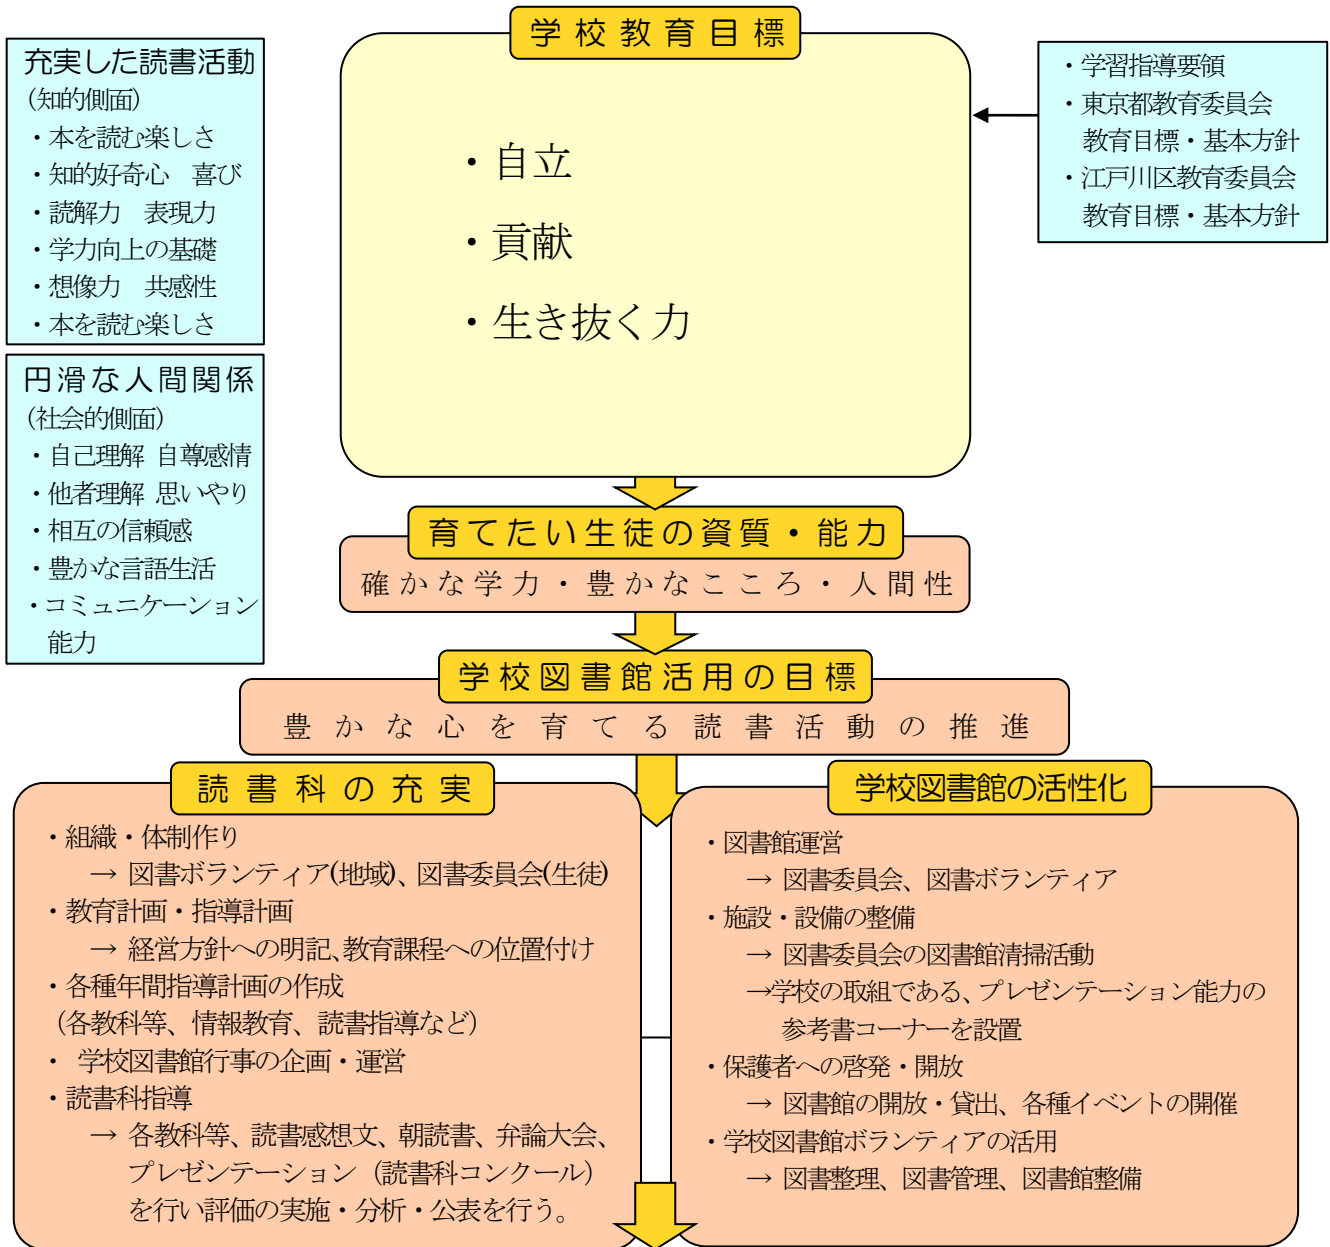 学校教育目標
・自立
・貢献
・生き抜く力
充実した読書活動
(知的側面)
・本を読む楽しさ
・知的好奇心　喜び
・読解力　表現力
・学力向上の基礎
・想像力　共感性
・本を読む楽しさ
円滑な人間関係
(社会的側面)
・自己理解 自尊感情
・他者理解 思いやり
・相互の信頼感
・豊かな言語生活
・コミュニケーション
能力
・学習指導要領
・東京都教育委員会
教育目標・基本方針
・江戸川区教育委員会
教育目標・基本方針
育てたい生徒の資質・能力
確かな学力・豊かなこころ・人間性
学校図書館活用の目標
豊かな心を育てる読書活動の推進
読書科の充実
・組織・体制作り
→ 図書ボランティア(地域)、図書委員会(生徒)
・教育計画・指導計画
→ 経営方針への明記、教育課程への位置付け
・各種年間指導計画の作成
（各教科等、情報教育、読書指導など）
・ 学校図書館行事の企画・運営
・読書科指導
→ 各教科等、読書感想文、朝読書、弁論大会、
プレゼンテーション（読書科コンクール）
を行い評価の実施・分析・公表を行う。
学校図書館の活性化
・図書館運営
→ 図書委員会、図書ボランティア
・施設・設備の整備
→ 図書委員会の図書館清掃活動
→学校の取組である、プレゼンテーション能力の
参考書コーナーを設置
・保護者への啓発・開放
→ 図書館の開放・貸出、各種イベントの開催
・学校図書館ボランティアの活用
→ 図書整理、図書管理、図書館整備